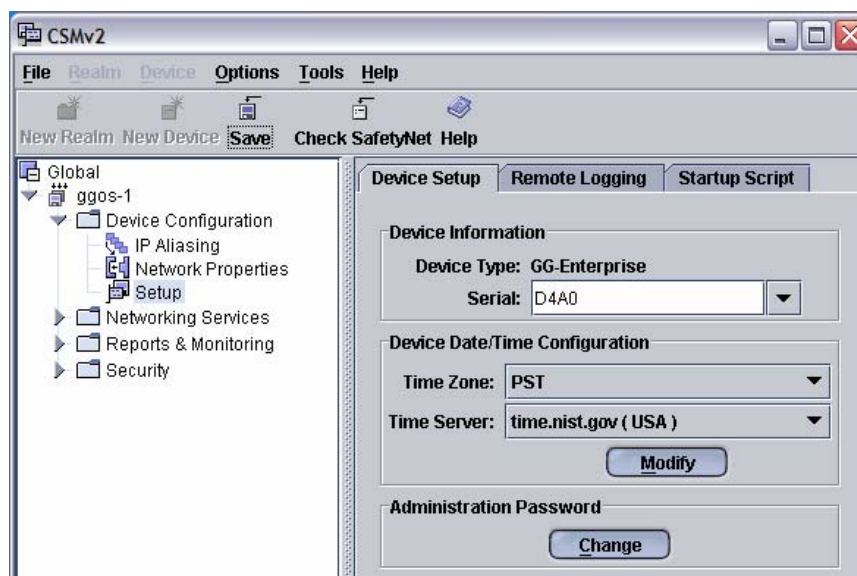 CSMv2
File Realm Device Options Tools Help
New Realm New Device Save Check SafetyNet Help
Global
ggos-1
Device Configuration
IP Aliasing
Network Properties
Setup
Networking Services
Reports & Monitoring
Security
Device Setup Remote Logging Startup Script
Device Information
Device Type: GG-Enterprise
Serial: D4A0
Device Date/Time Configuration
Time Zone: PST
Time Server: time.nist.gov ( USA )
Modify
Administration Password
Change